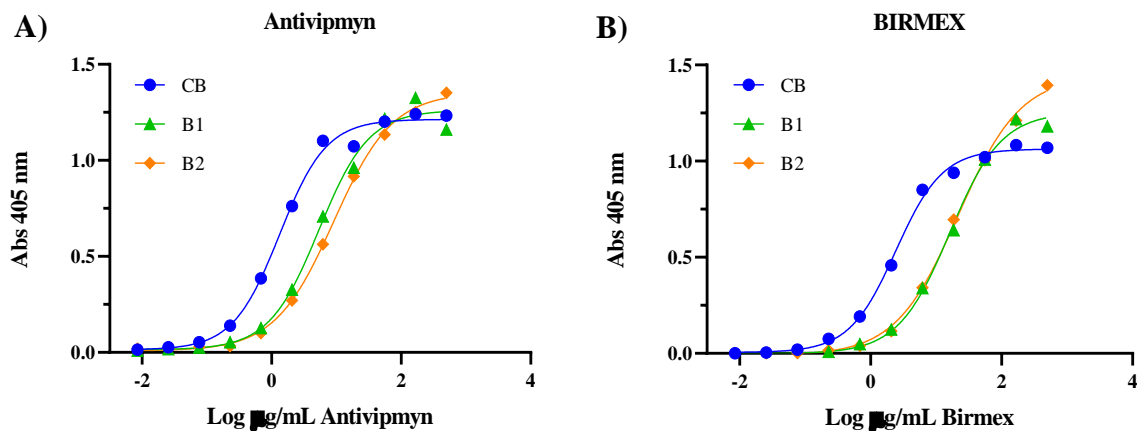 A)
Antivipmyn
CB
B1
B2
Abs 405 nm
1.5
1.0
0.5
0.0
-2
0
2
4
Log µg/mL Antivipmyn
B)
BIRMEX
CB
B1
B2
Abs 405 nm
1.5
1.0
0.5
0.0
-2
0
2
4
Log µg/mL Birmex